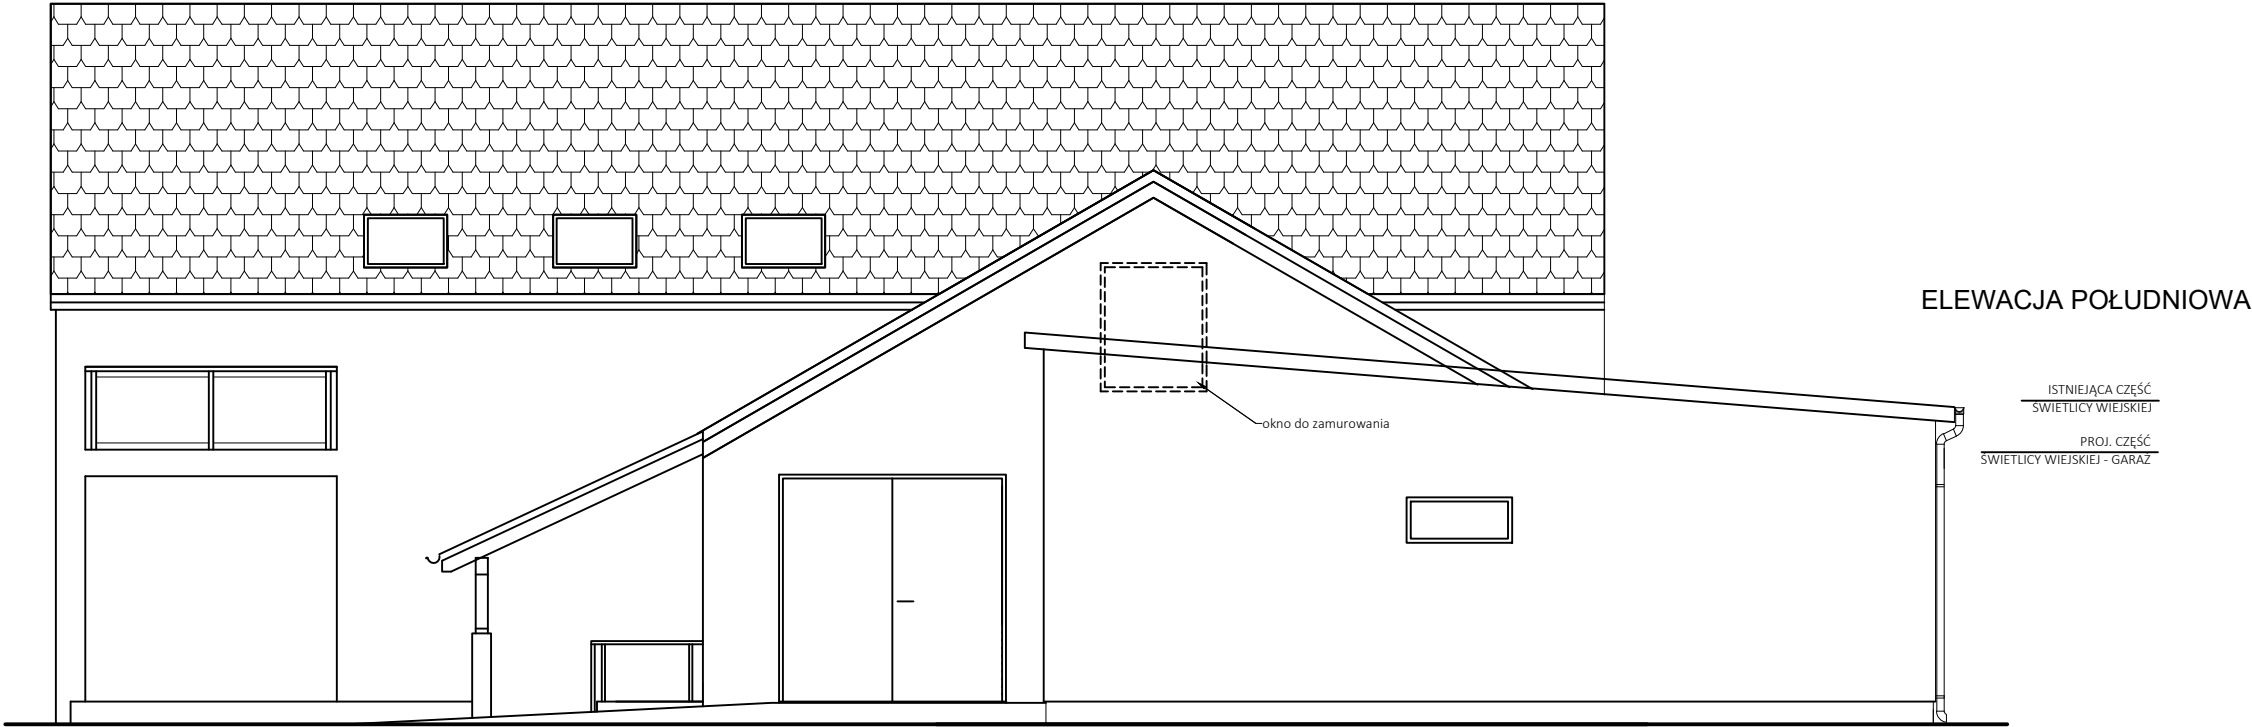 ELEWACJA POŁUDNIOWA
ISTNIEJĄCA CZĘŚĆ
ŚWIETLICY WIEJSKIEJ
okno do zamurowania
PROJ. CZĘŚĆ
ŚWIETLICY WIEJSKIEJ - GARAŻ